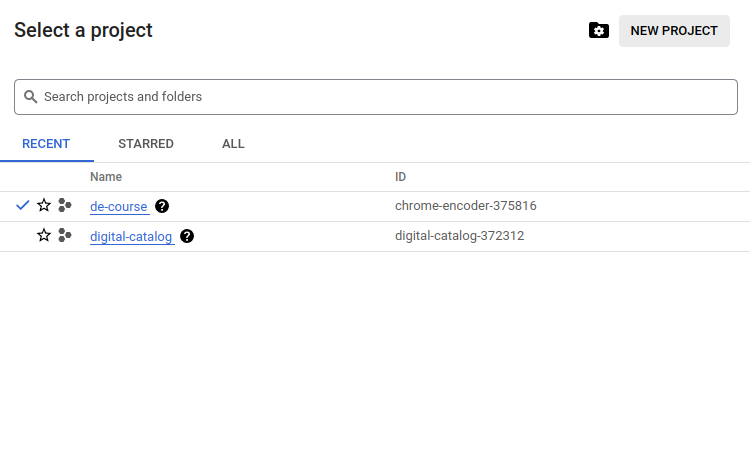 Select a project
NEW PROJECT
Search projects and folders
RECENT STARRED ALL
Name ID
de-course chrome-encoder-375816
digital-catalog digital-catalog-372312